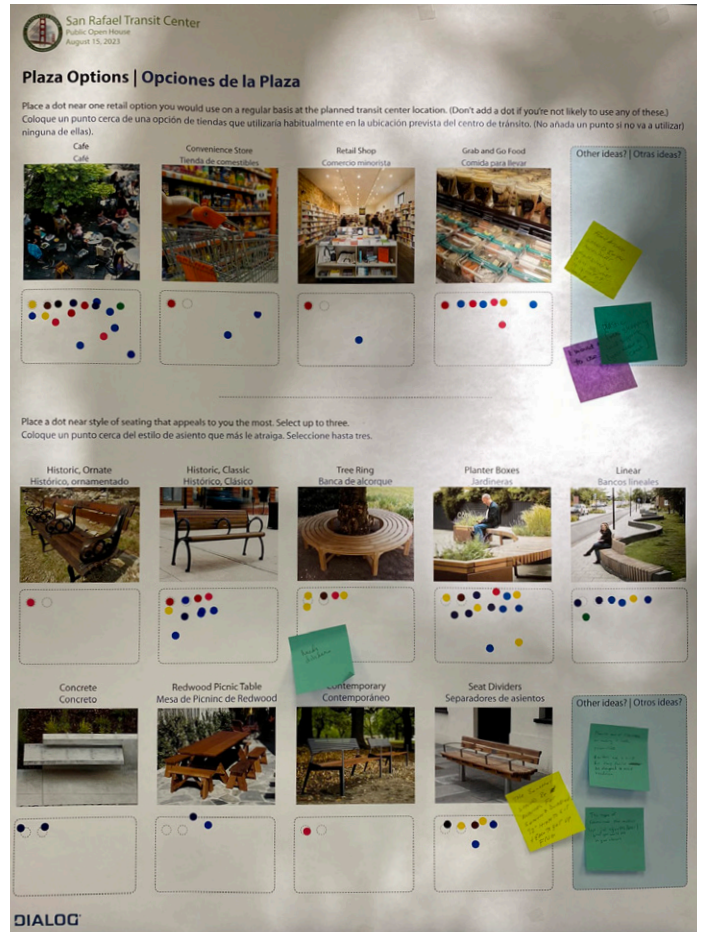 San Rafael Transit Center
Public Open House
August 15, 2023
Plaza Options | Opciones de la Plaza
Place a dot near one retail option you would use on a regular basis at the planned transit center location. (Don't add a dot if you're not likely to use any of these.)
Coloque un punto cerca de una opción de tiendas que utilizaría habitualmente en la ubicación prevista del centro de tránsito. (No añada un punto si no va a utilizar)
ninguna de ellas).
Cafe
Café
Convenience Store
Tienda de comestibles
Retail Shop
Comercio minorista
Grab and Go Food
Comida para llevar
Other ideas? | Otras ideas?
Place a dot near style of seating that appeals to you the most. Select up to three.
Coloque un punto cerca del estilo de asiento que más le atraiga. Seleccione hasta tres.
Historic, Ornate
Histórico, ornamentado
Historic, Classic
Histórico, Clásico
Tree Ring
Banca de alcorque
Planter Boxes
Jardineras
Linear
Bancos lineales
Concrete
Concreto
Redwood Picnic Table
Mesa de Picninc de Redwood
Contemporary
Contemporáneo
Seat Dividers
Separadores de asientos
Other ideas? | Otros ideas?
DIALOG